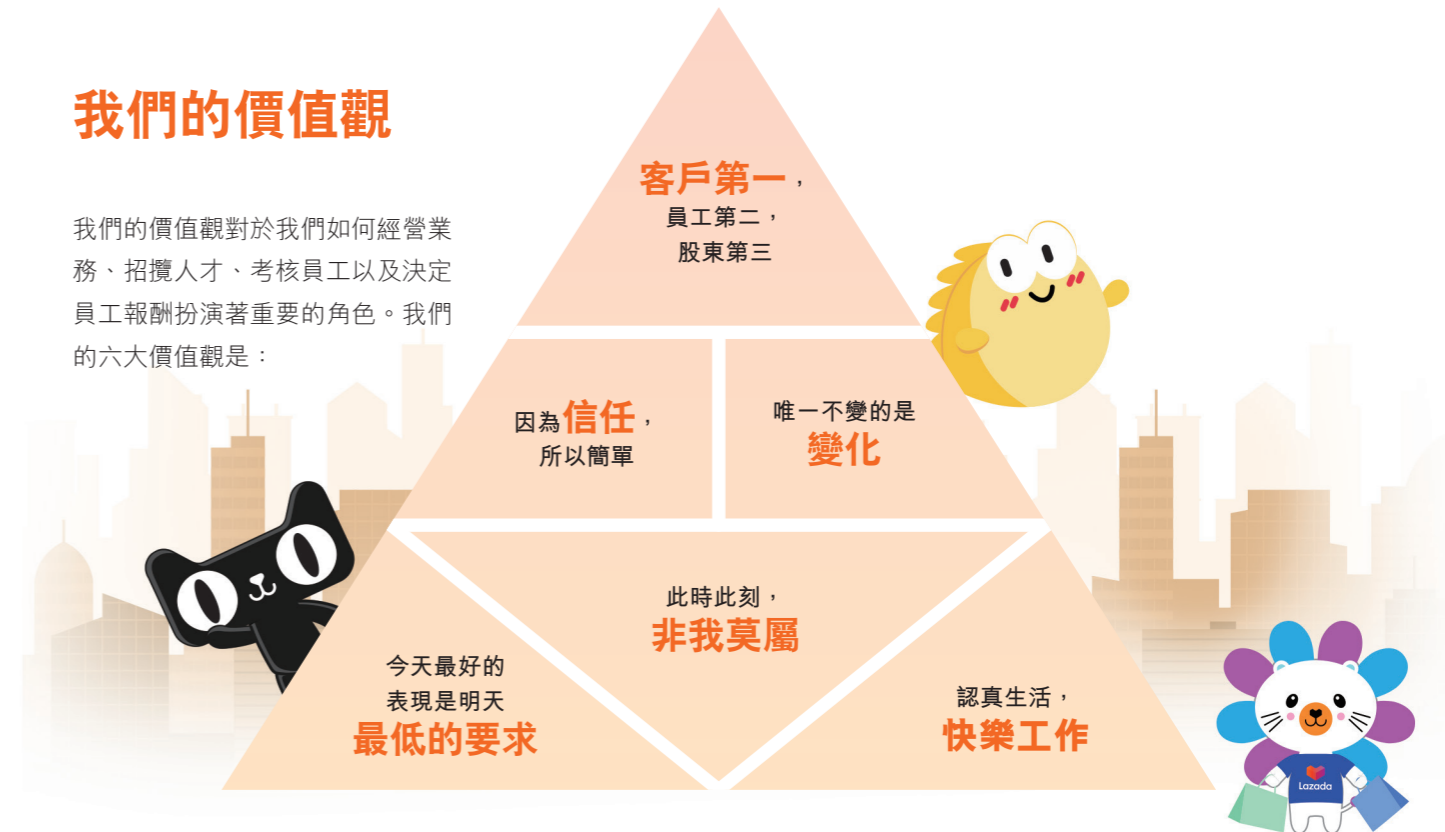 我們的價值觀
我們的價值觀對於我們如何經營業
務、招攬人才、考核員工以及決定
員工報酬扮演著重要的角色。我們
的六大價值觀是：
客戶第一，
員工第二，
股東第三
因為信任，
所以簡單
唯一不變的是
變化
此時此刻，
非我莫屬
今天最好的
表現是明天
最低的要求
認真生活，
快樂工作
Lazada